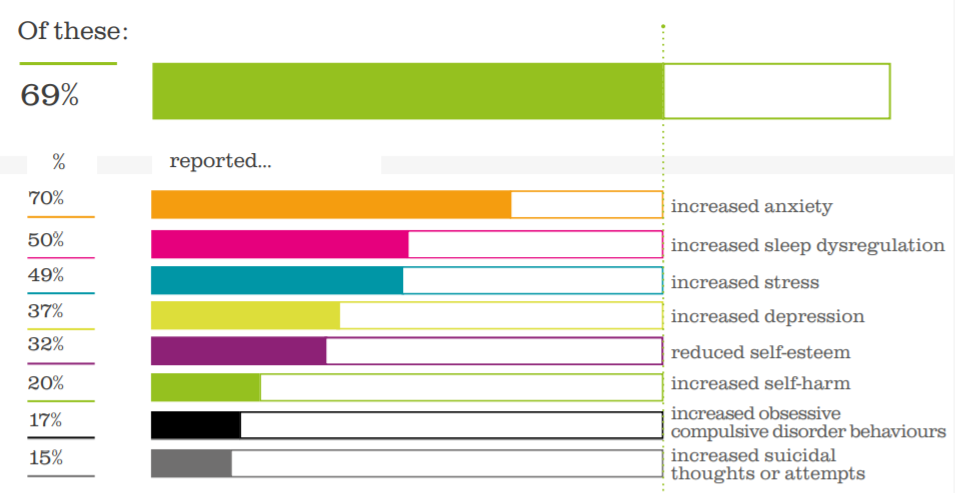 Of these:
69%
% reported...
70% increased anxiety
50% increased sleep dysregulation
49% increased stress
37% increased depression
32% reduced self-esteem
20% increased self-harm
17% increased obsessive
compulsive disorder behaviours
15% increased suicidal
thoughts or attempts